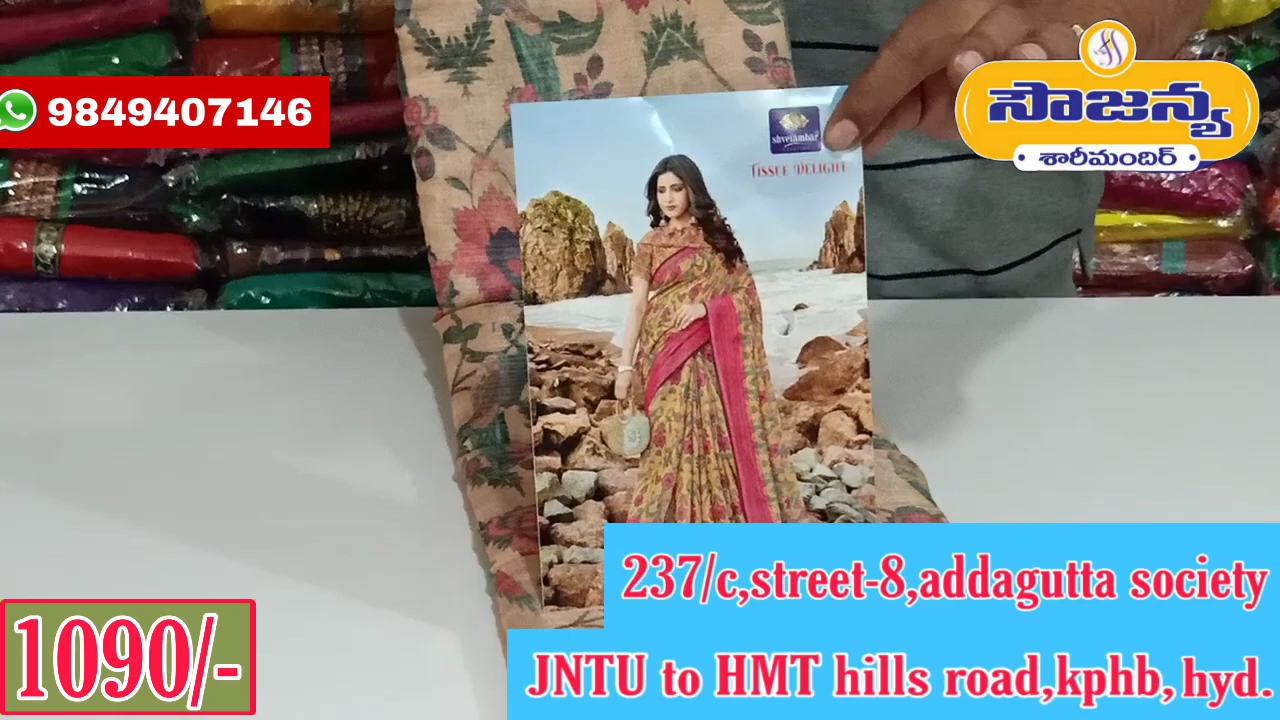 9849407146
సౌజన్య
శారీమందిర్
shvetambar
TISSUE DELIGHT
237/c,street-8,addagutta society
JNTU to HMT hills road,kphb,hyd.
1090/-